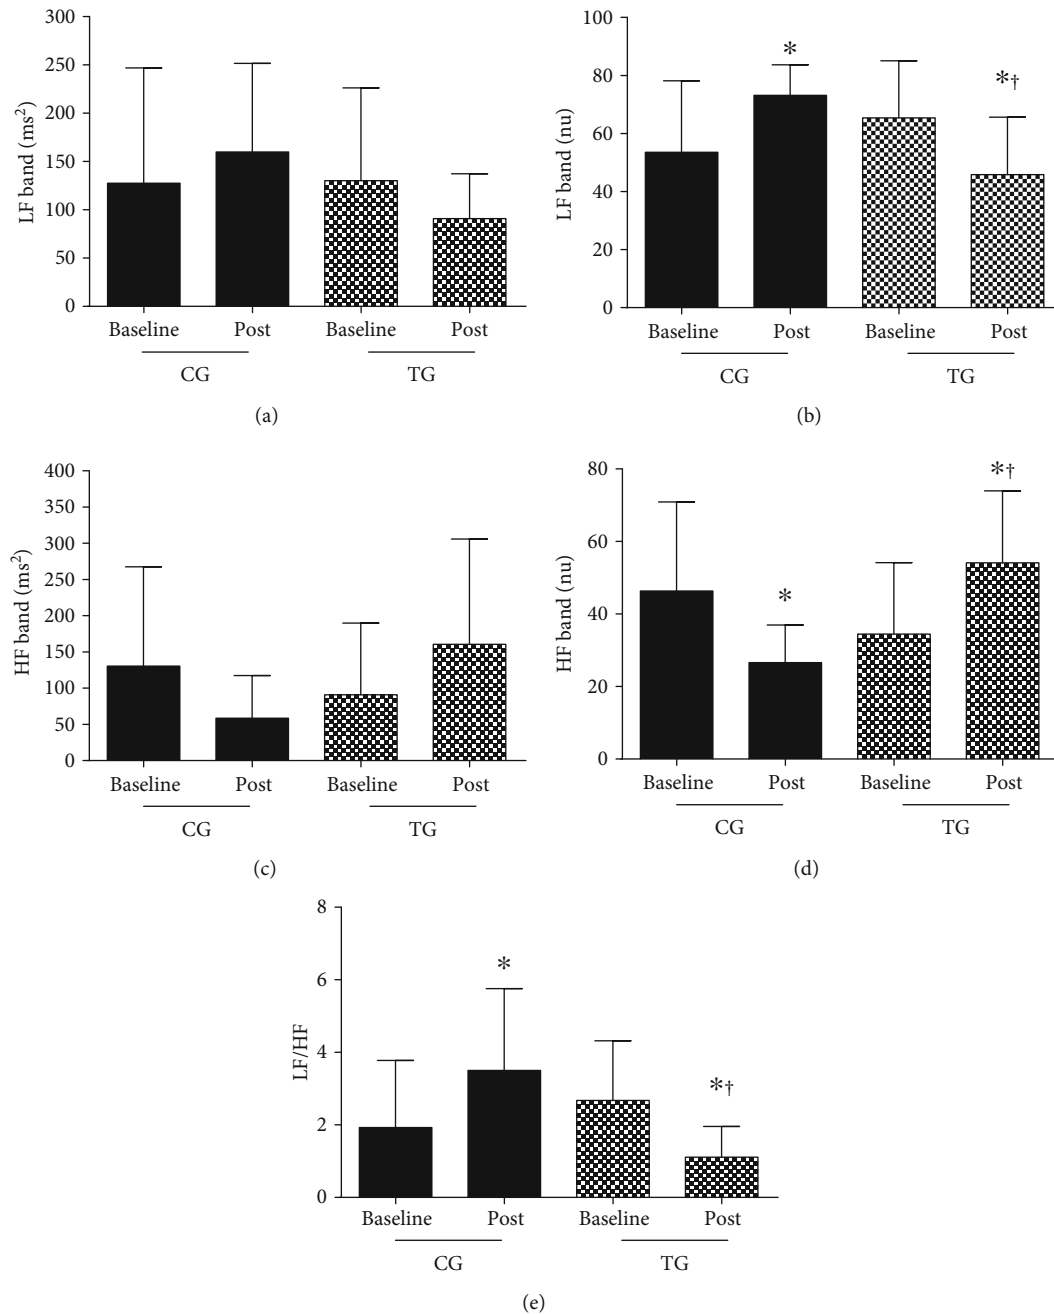 300
250
200
150
100
50
0
LF band (ms²)
Baseline Post Baseline Post
CG TG
(a)
100
80
60
40
20
0
LF band (nu)
*
*†
Baseline Post Baseline Post
CG TG
(b)
400
350
300
250
200
150
100
50
0
HF band (ms²)
Baseline Post Baseline Post
CG TG
(c)
80
60
40
20
0
HF band (nu)
*
*†
Baseline Post Baseline Post
CG TG
(d)
8
6
4
2
0
LF/HF
*
*†
Baseline Post Baseline Post
CG TG
(e)